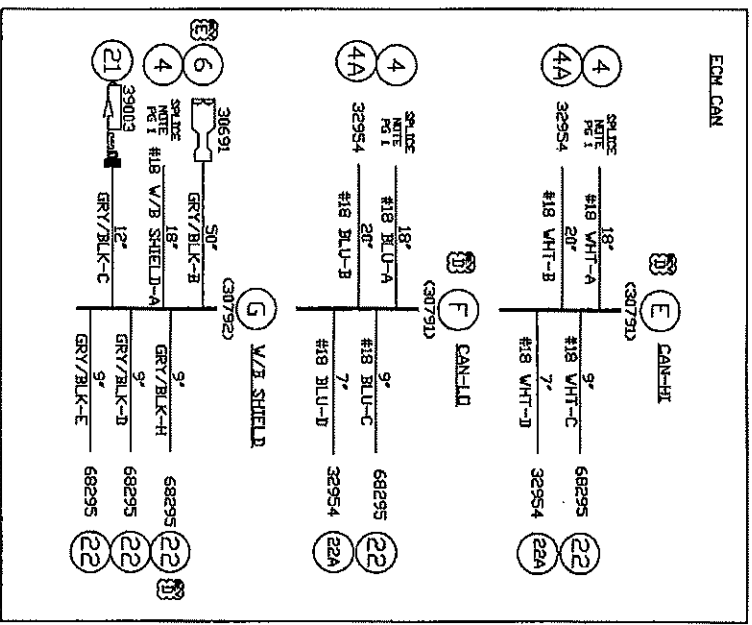 ECM CAN
D
E
CAN-HI
(30791)
4
SPLICE
NOTE
PG 1
18"
#18 WHT-A
9"
#18 WHT-C
68295
22
4A
32954
20"
#18 WHT-B
7"
#18 WHT-D
32954
22A
D
F
CAN-LO
(30791)
4
SPLICE
NOTE
PG 1
18"
#18 BLU-A
9"
#18 BLU-C
68295
22
4A
32954
20"
#18 BLU-B
7"
#18 BLU-D
32954
22A
G
W/B SHIELD
(30792)
E
6
30691
50"
GRY/BLK-B
4
SPLICE
NOTE
PG 1
18"
#18 W/B SHIELD-A
9"
GRY/BLK-H
68295
22
D
9"
GRY/BLK-D
68295
22
21
39003
12"
GRY/BLK-C
9"
GRY/BLK-E
68295
22